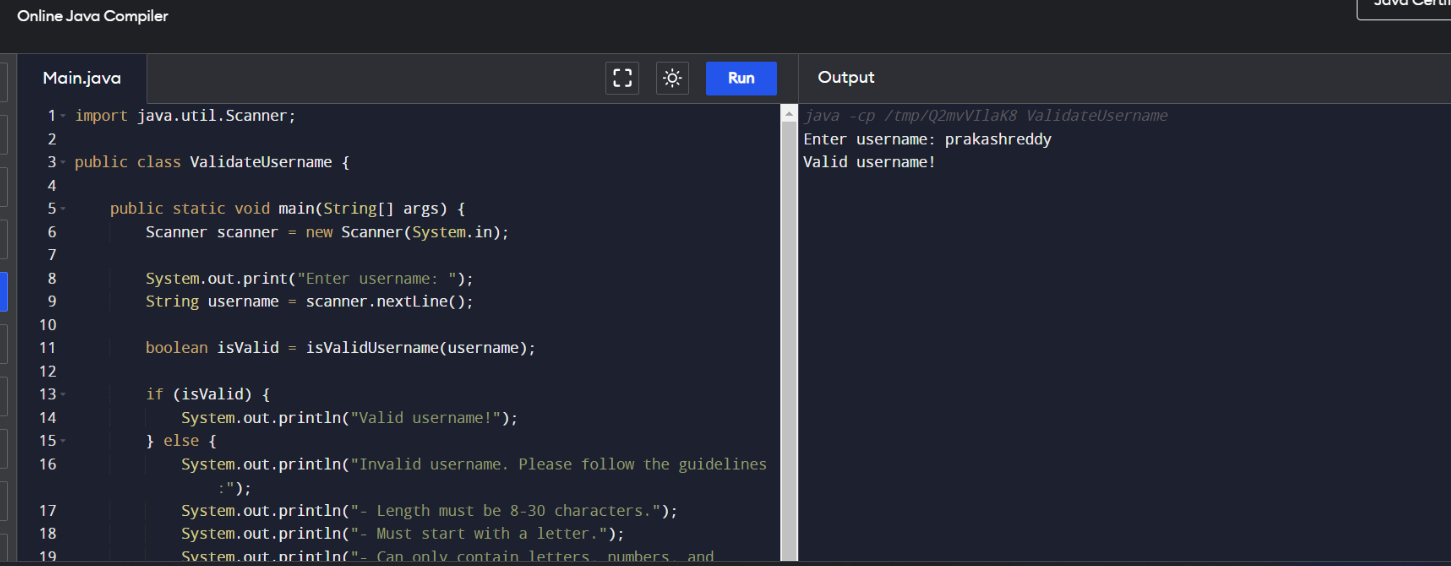 Online Java Compiler
Main.java
Run
Output
1 import java.util.Scanner;
2
3 public class ValidateUsername {
4
5 public static void main(String[] args) {
6 Scanner scanner = new Scanner(System.in);
7
8 System.out.print("Enter username: ");
9 String username = scanner.nextLine();
10
11 boolean isValid = isValidUsername(username);
12
13 if (isValid) {
14 System.out.println("Valid username!");
15 } else {
16 System.out.println("Invalid username. Please follow the guidelines
:");
17 System.out.println("- Length must be 8-30 characters.");
18 System.out.println("- Must start with a letter.");
19 System.out.println("- Can only contain letters, numbers, and
java -cp /tmp/Q2mvVIlaK8 ValidateUsername
Enter username: prakashreddy
Valid username!